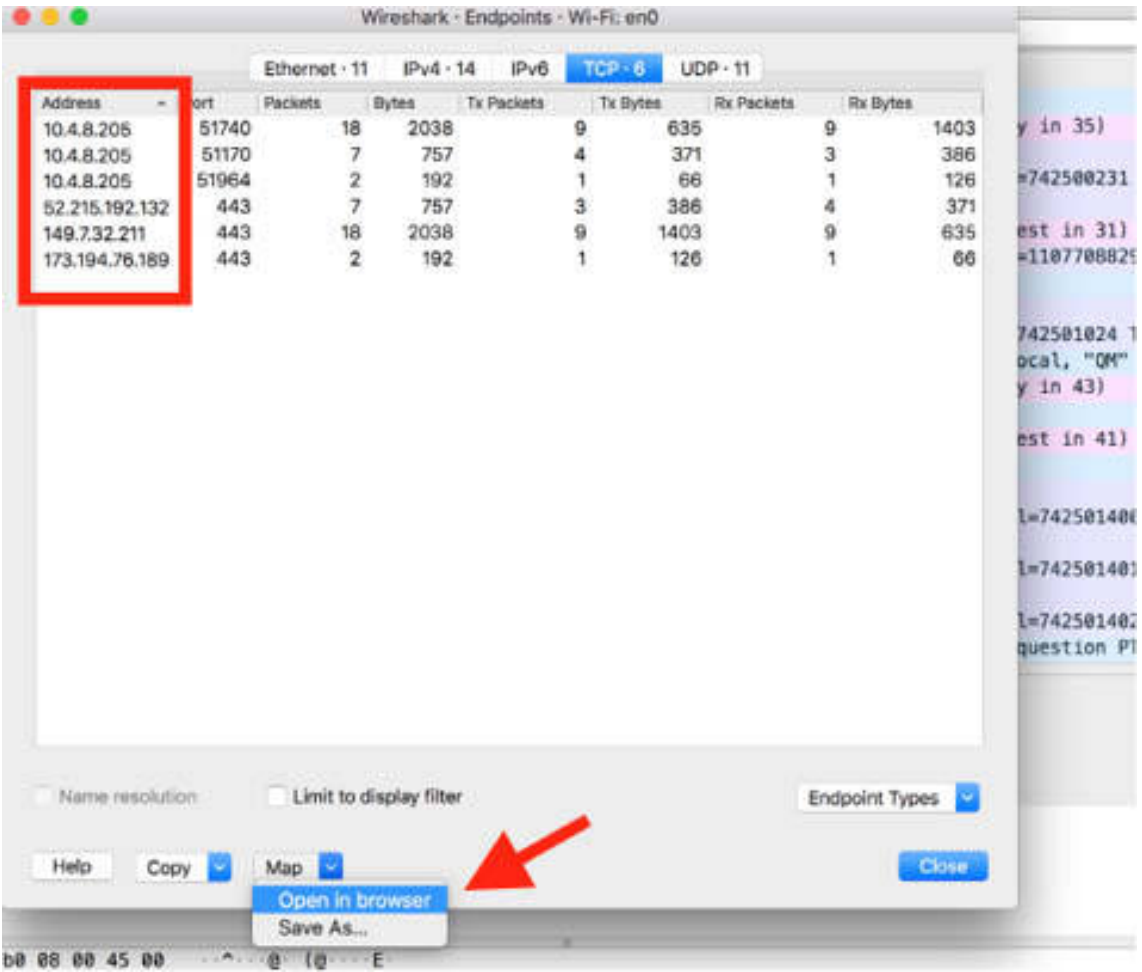 Wireshark · Endpoints · Wi-Fi: en0
Ethernet · 11 IPv4 · 14 IPv6 TCP · 6 UDP · 11
Address ort Packets Bytes Tx Packets Tx Bytes Rx Packets Rx Bytes
10.4.8.205 51740 18 2038 9 635 9 1403
y in 35)
10.4.8.205 51170 7 757 4 371 3 386
10.4.8.205 51964 2 192 1 66 1 126
=742500231
52.215.192.132 443 7 757 3 386 4 371
149.7.32.211 443 18 2038 9 1403 9 635
est in 31)
173.194.76.189 443 2 192 1 126 1 66
=1107708829
742501024 T
ocal, "QM"
y in 43)
est in 41)
l=742501406
l=742501401
l=742501402
question PT
Name resolution Limit to display filter Endpoint Types
Help Copy Map Close
Open in browser
Save As...
b0 08 00 45 00 ··^···@·(@····E·